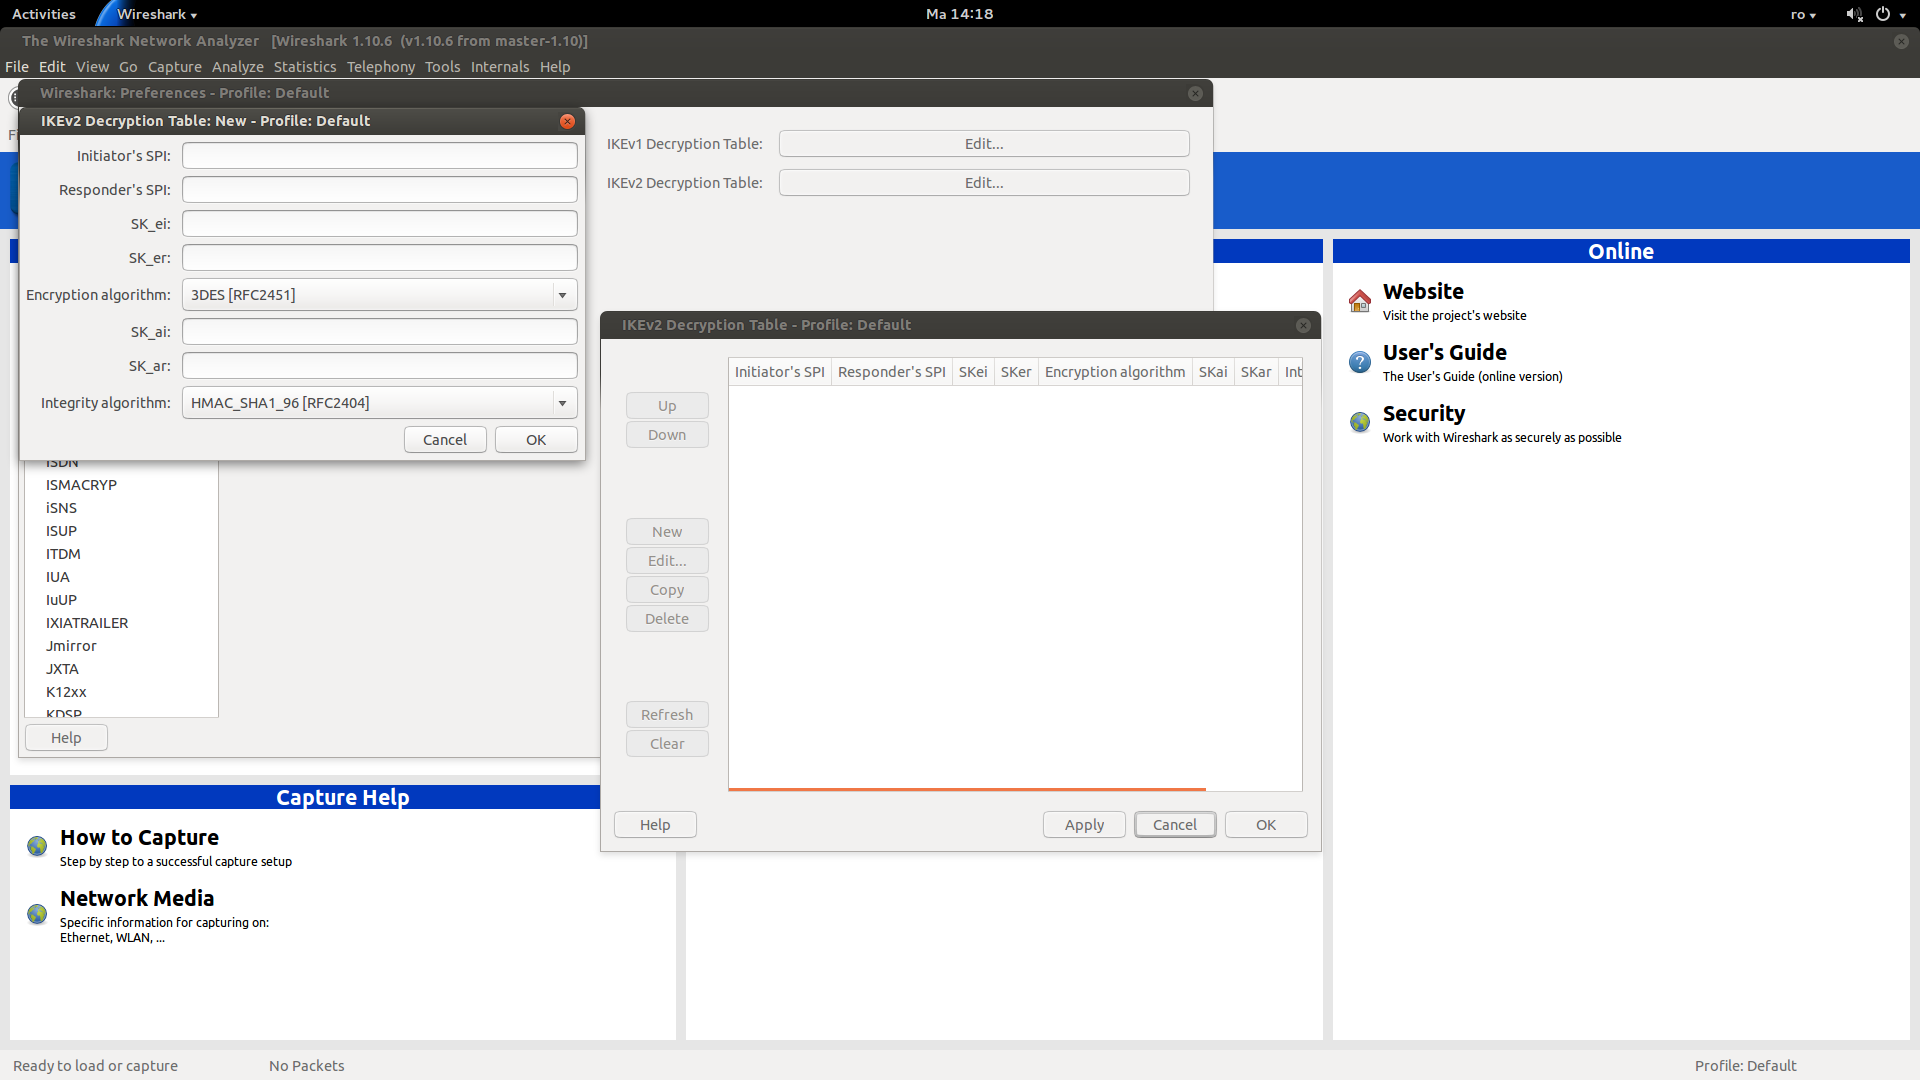 Activities
Wireshark
Ma 14:18
ro
The Wireshark Network Analyzer [Wireshark 1.10.6 (v1.10.6 from master-1.10)]
File Edit View Go Capture Analyze Statistics Telephony Tools Internals Help
Wireshark: Preferences - Profile: Default
IKEv2 Decryption Table: New - Profile: Default
Initiator's SPI:
Responder's SPI:
SK_ei:
SK_er:
Encryption algorithm: 3DES [RFC2451]
SK_ai:
SK_ar:
Integrity algorithm: HMAC_SHA1_96 [RFC2404]
Cancel OK
IKEv1 Decryption Table: Edit...
IKEv2 Decryption Table: Edit...
ISDN
ISMACRYP
iSNS
ISUP
ITDM
IUA
IuUP
IXIATRAILER
Jmirror
JXTA
K12xx
KDSP
Help
IKEv2 Decryption Table - Profile: Default
Initiator's SPI Responder's SPI SKei SKer Encryption algorithm SKai SKar Int
Up
Down
New
Edit...
Copy
Delete
Refresh
Clear
Help Apply Cancel OK
Online
Website
Visit the project's website
User's Guide
The User's Guide (online version)
Security
Work with Wireshark as securely as possible
Capture Help
How to Capture
Step by step to a successful capture setup
Network Media
Specific information for capturing on:
Ethernet, WLAN, ...
Ready to load or capture
No Packets
Profile: Default